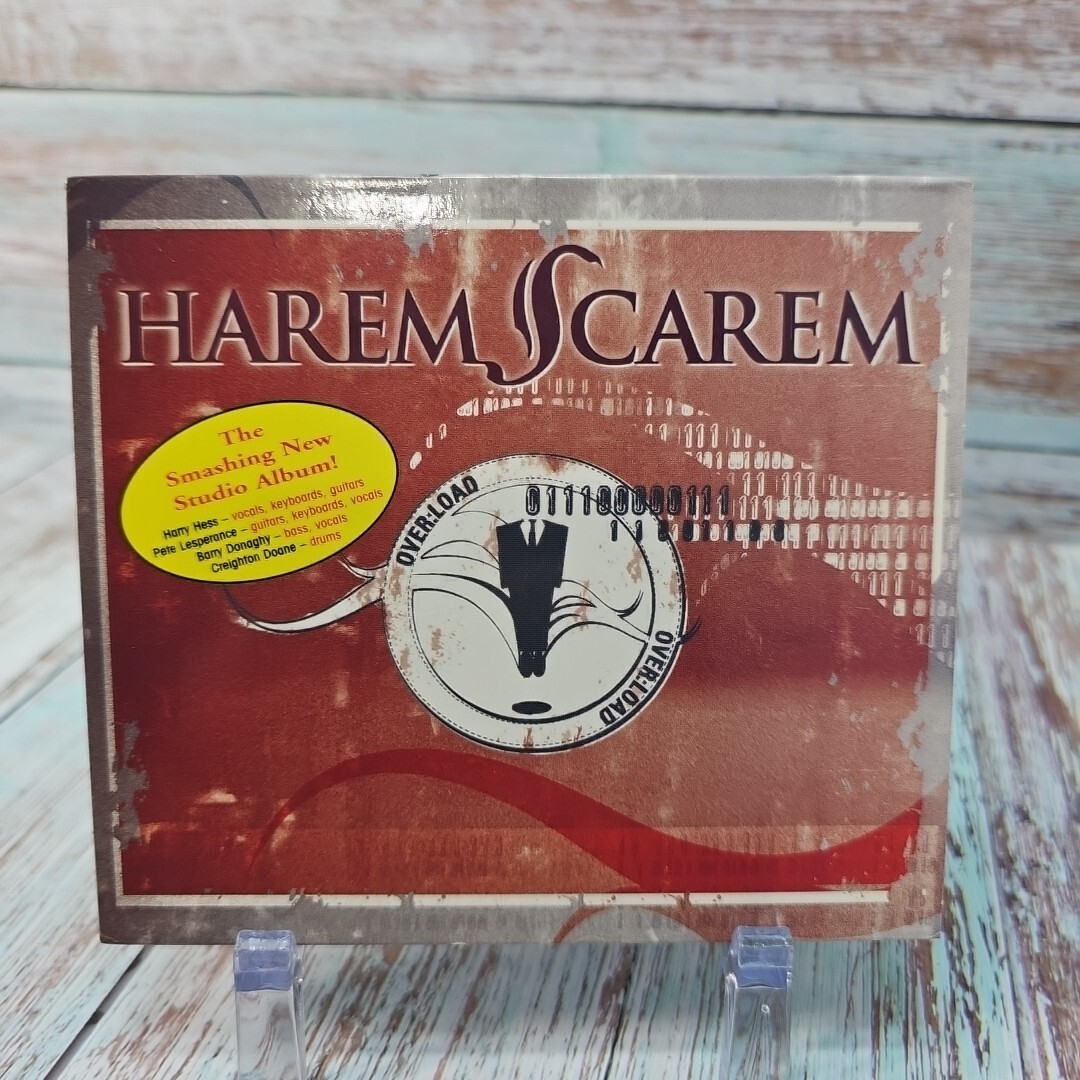 HAREM SCAREM
The
Smashing New
Studio Album!
Harry Hess – vocals, keyboards, guitars
Pete Lesperance – guitars, keyboards, vocals
Barry Donaghy – bass, vocals
Creighton Doane – drums
OVER:LOAD
011100000111
OVER:LOAD